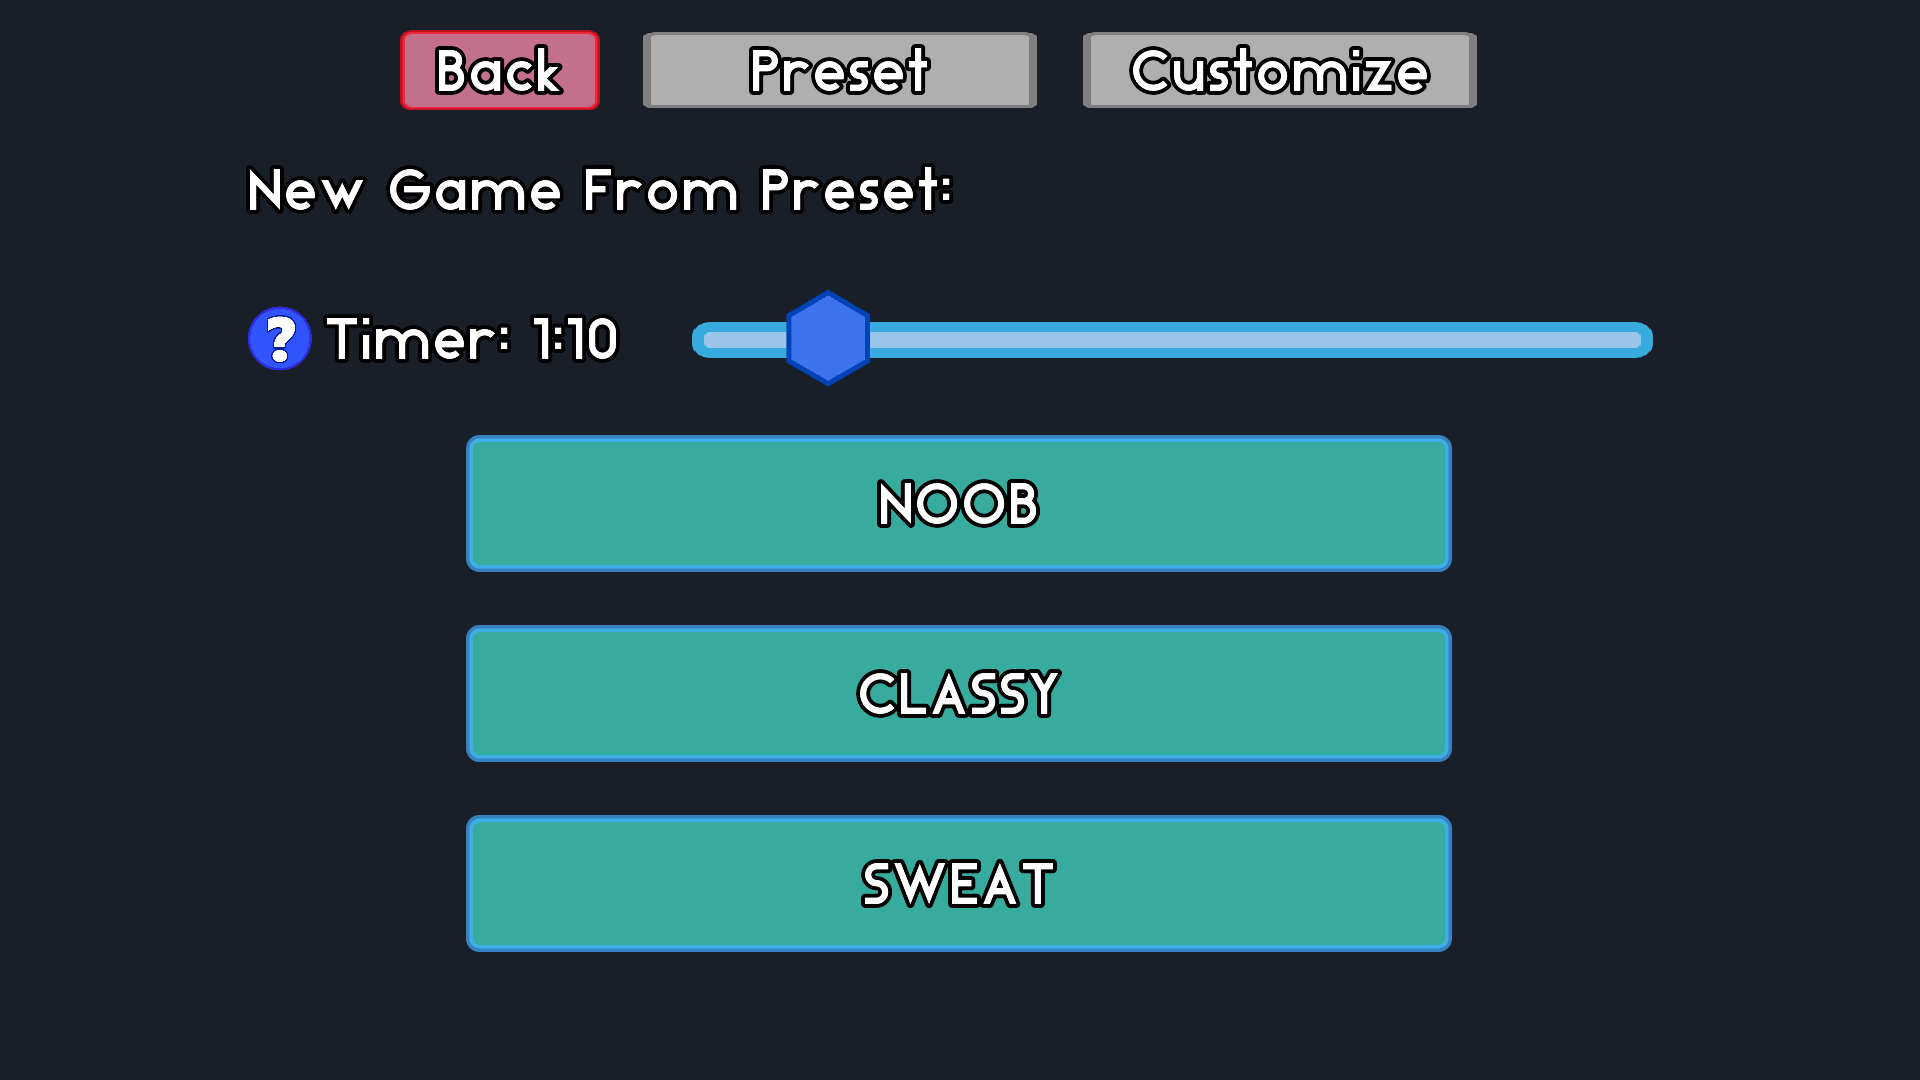 Back Preset Customize
New Game From Preset:
? Timer: 1:10
NOOB
CLASSY
SWEAT